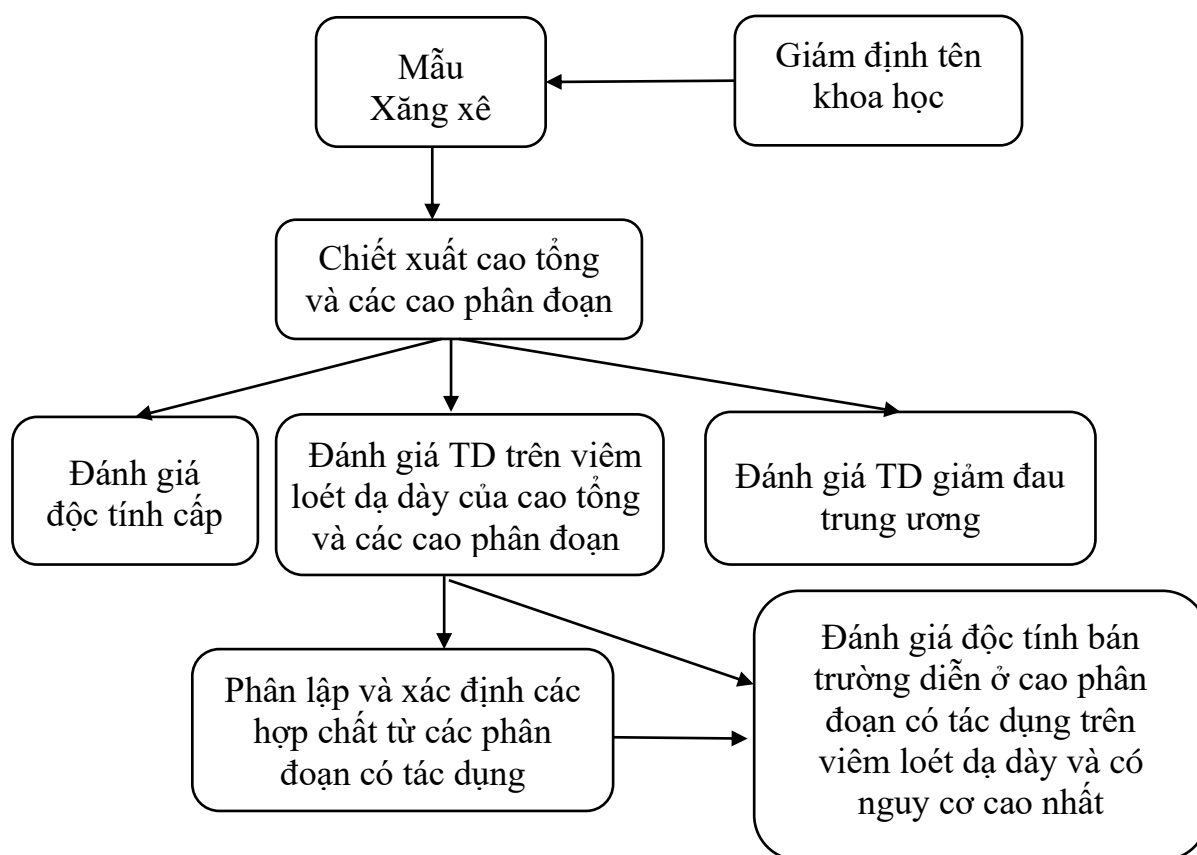 Mẫu
Xăng xê
Giám định tên
khoa học
Chiết xuất cao tổng
và các cao phân đoạn
Đánh giá
độc tính cấp
Đánh giá TD trên viêm
loét dạ dày của cao tổng
và các cao phân đoạn
Đánh giá TD giảm đau
trung ương
Phân lập và xác định các
hợp chất từ các phân
đoạn có tác dụng
Đánh giá độc tính bán
trường diễn ở cao phân
đoạn có tác dụng trên
viêm loét dạ dày và có
nguy cơ cao nhất